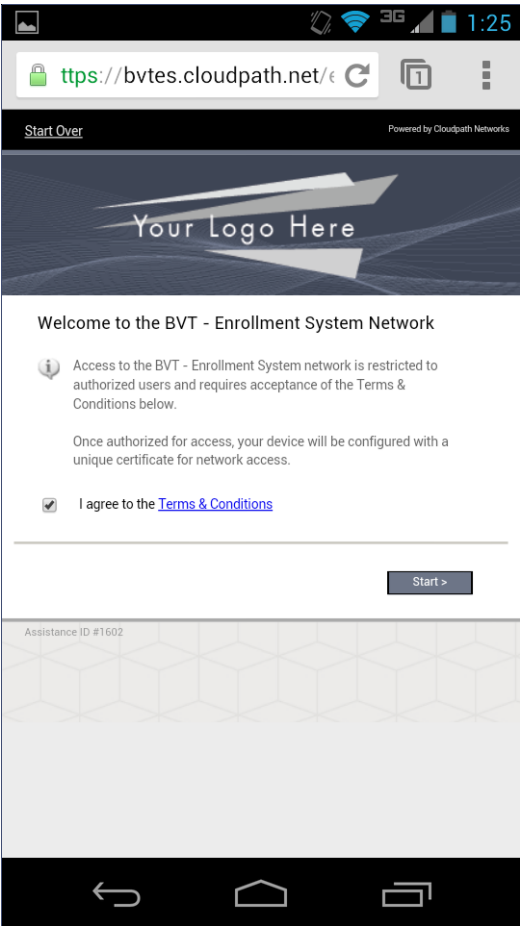 3G 1:25
ttps://bvtes.cloudpath.net/e
1
Start Over
Powered by Cloudpath Networks
Your Logo Here
Welcome to the BVT - Enrollment System Network
Access to the BVT - Enrollment System network is restricted to
authorized users and requires acceptance of the Terms &
Conditions below.
Once authorized for access, your device will be configured with a
unique certificate for network access.
I agree to the Terms & Conditions
Start >
Assistance ID #1602